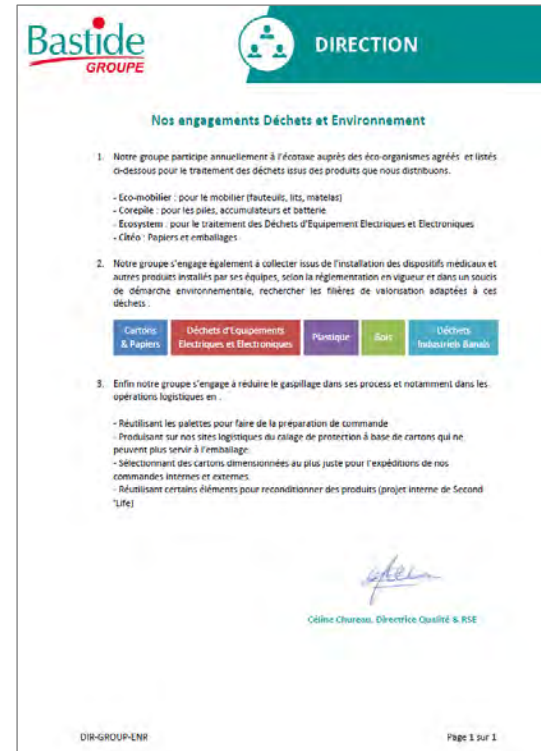 Bastide
GROUPE
DIRECTION
Nos engagements Déchets et Environnement
1. Notre groupe participe annuellement à l'écotaxe auprès des éco-organismes agréés et listés
ci-dessous pour le traitement des déchets issus des produits que nous distribuons.
- Eco-mobilier : pour le mobilier (fauteuils, lits, matelas)
- Corepile : pour les piles, accumulateurs et batterie
- Ecosystem : pour le traitement des Déchets d'Equipement Electriques et Electroniques
- Citéo : Papiers et emballages
2. Notre groupe s'engage également à collecter issus de l'installation des dispositifs médicaux et
autres produits installés par ses équipes, selon la réglementation en vigueur et dans un soucis
de démarche environnementale, rechercher les filières de valorisation adaptées à ces
déchets :
Cartons
& Papiers
Déchets d'Equipements
Electriques et Electroniques
Plastique
Bois
Déchets
Industriels Banals
3. Enfin notre groupe s'engage à réduire le gaspillage dans ses process et notamment dans les
opérations logistiques en :
- Réutilisant les palettes pour faire de la préparation de commande
- Produisant sur nos sites logistiques du calage de protection à base de cartons qui ne
peuvent plus servir à l'emballage.
- Sélectionnant des cartons dimensionnées au plus juste pour l'expéditions de nos
commandes internes et externes.
- Réutilisant certains éléments pour reconditionner des produits (projet interne de Second
'Life)
Céline Chureau, Directrice Qualité & RSE
DIR-GROUP-ENR
Page 1 sur 1